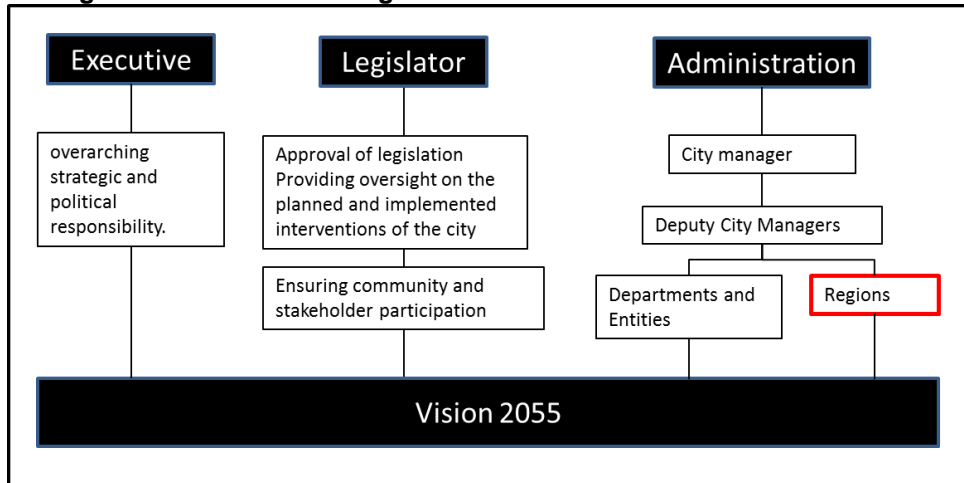 Executive
Legislator
Administration
overarching
strategic and
political
responsibility.
Approval of legislation
Providing oversight on the
planned and implemented
interventions of the city
Ensuring community and
stakeholder participation
City manager
Deputy City Managers
Departments and
Entities
Regions
Vision 2055